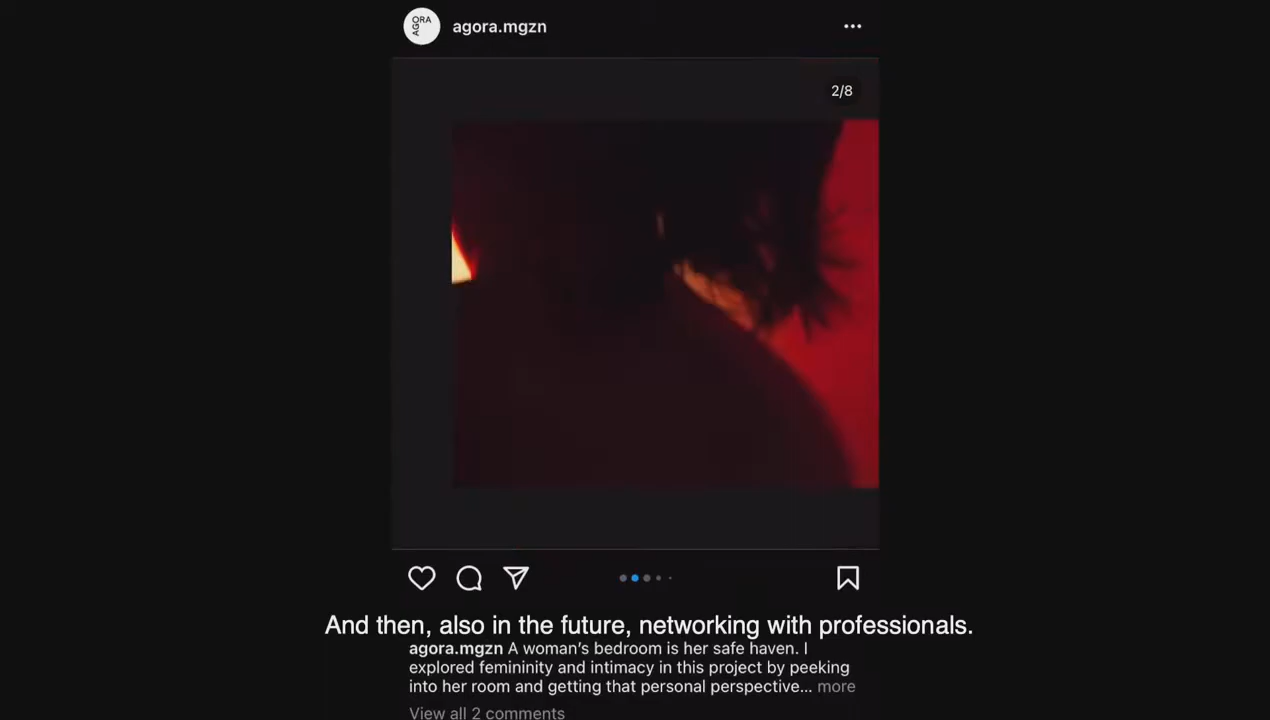 AGORA
agora.mgzn
2/8
And then, also in the future, networking with professionals.
agora.mgzn A woman's bedroom is her safe haven. I
explored femininity and intimacy in this project by peeking
into her room and getting that personal perspective... more
View all 2 comments